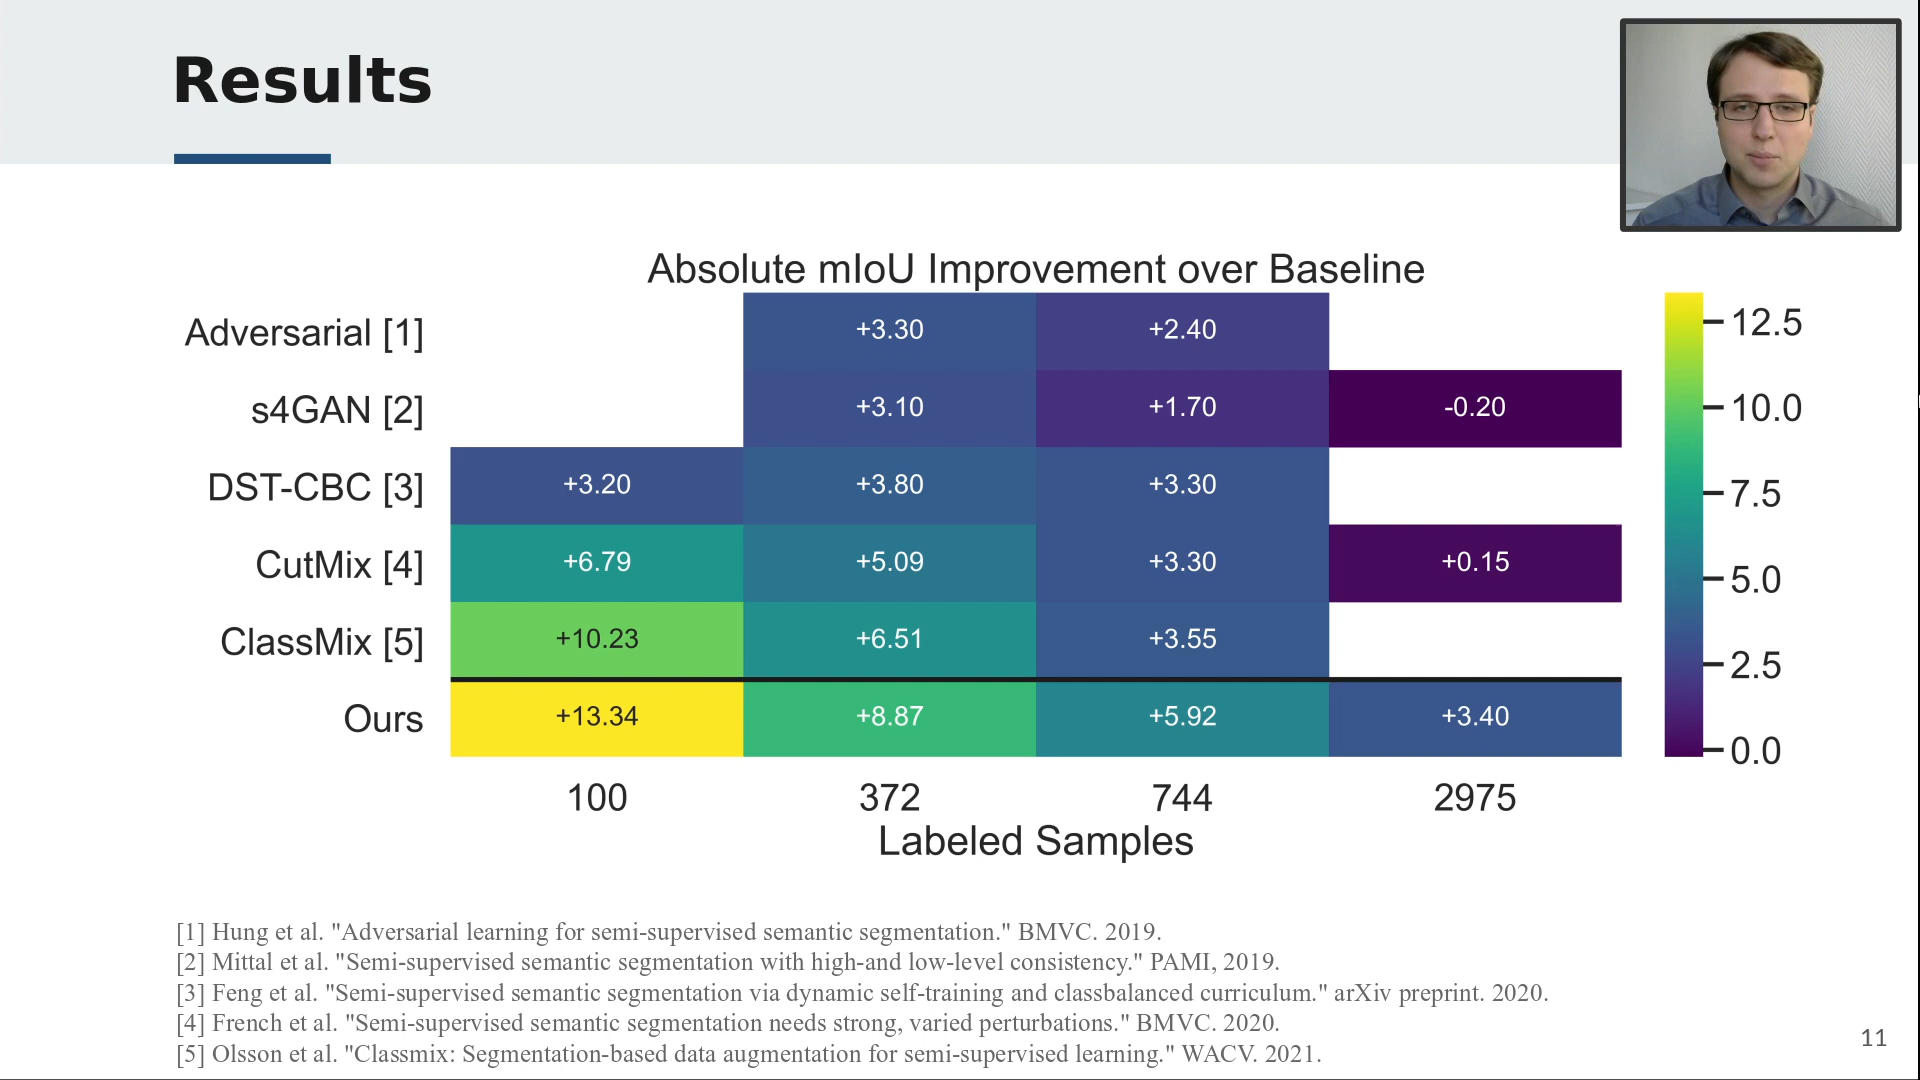 Results
Absolute mIoU Improvement over Baseline
Adversarial [1] +3.30 +2.40
s4GAN [2] +3.10 +1.70 -0.20
DST-CBC [3] +3.20 +3.80 +3.30
CutMix [4] +6.79 +5.09 +3.30 +0.15
ClassMix [5] +10.23 +6.51 +3.55
Ours +13.34 +8.87 +5.92 +3.40
100 372 744 2975
Labeled Samples
12.5
10.0
7.5
5.0
2.5
0.0
[1] Hung et al. "Adversarial learning for semi-supervised semantic segmentation." BMVC. 2019.
[2] Mittal et al. "Semi-supervised semantic segmentation with high-and low-level consistency." PAMI, 2019.
[3] Feng et al. "Semi-supervised semantic segmentation via dynamic self-training and classbalanced curriculum." arXiv preprint. 2020.
[4] French et al. "Semi-supervised semantic segmentation needs strong, varied perturbations." BMVC. 2020.
[5] Olsson et al. "Classmix: Segmentation-based data augmentation for semi-supervised learning." WACV. 2021.
11